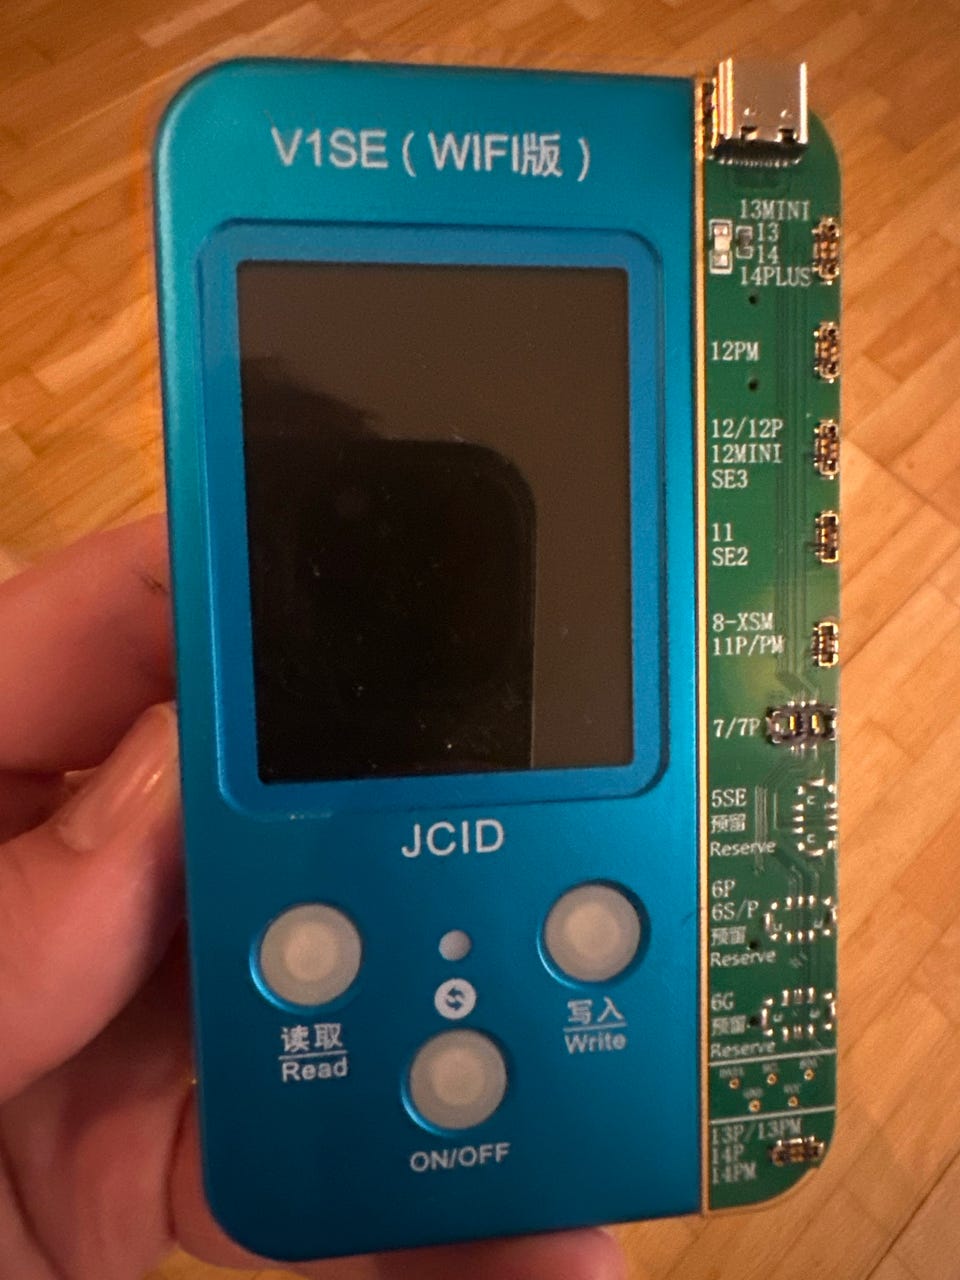 V1SE（WIFI版）
JCID
读取
Read
写入
Write
ON/OFF
13MINI
13
14
14PLUS
12PM
12/12P
12MINI
SE3
11
SE2
8-XSM
11P/PM
7/7P
5SE
预留
Reserve
6P
6S/P
预留
Reserve
6G
预留
Reserve
13P/13PM
14P
14PM